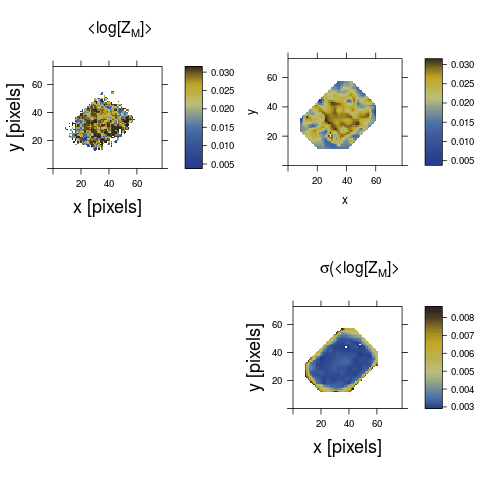 <log[Z_M]>
60
40
20
20 40 60
y [pixels]
x [pixels]
0.030
0.025
0.020
0.015
0.010
0.005
60
40
20
20 40 60
y
x
0.030
0.025
0.020
0.015
0.010
0.005
σ(<log[Z_M]>
60
40
20
20 40 60
y [pixels]
x [pixels]
0.008
0.007
0.006
0.005
0.004
0.003